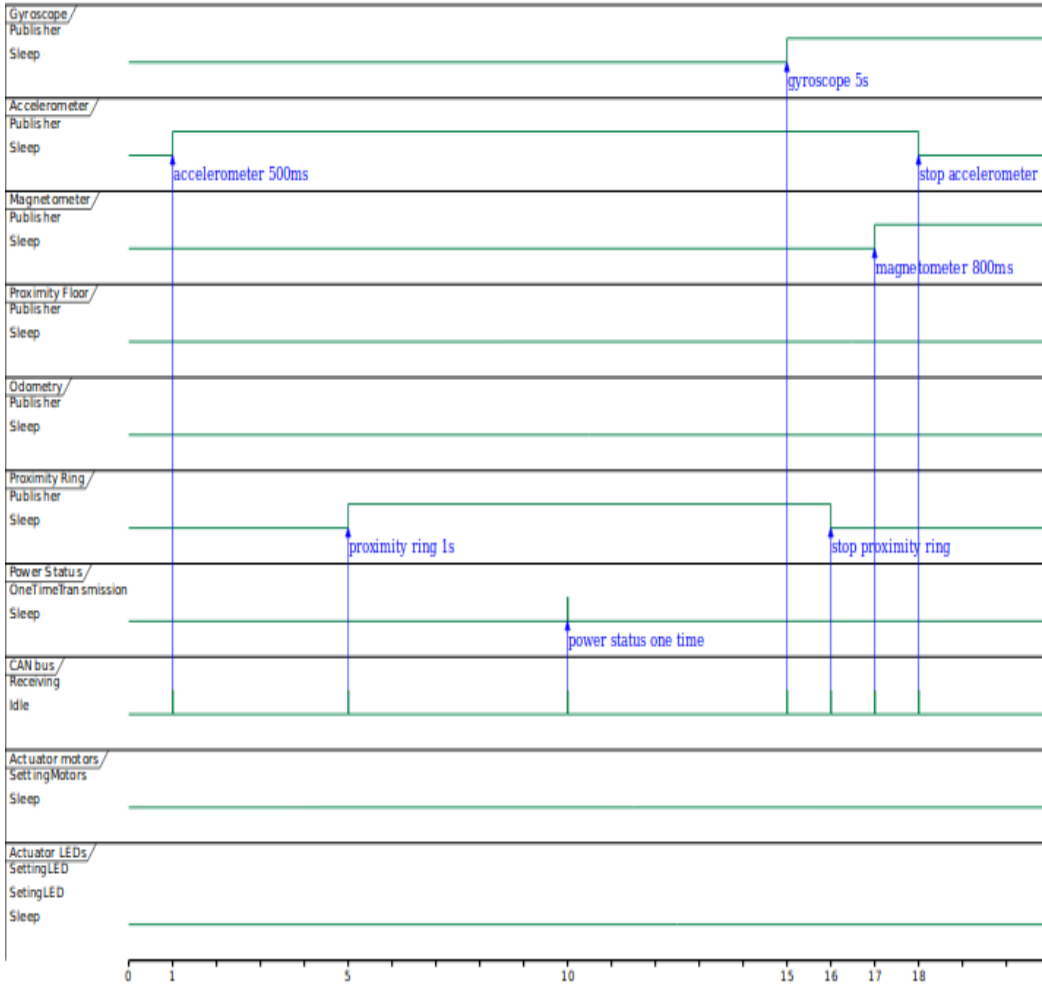 Gyroscope
Publisher
Sleep
gyroscope 5s
Accelerometer
Publisher
Sleep
accelerometer 500ms
stop accelerometer
Magnetometer
Publisher
Sleep
magnetometer 800ms
Proximity Floor
Publisher
Sleep
Odometry
Publisher
Sleep
Proximity Ring
Publisher
Sleep
proximity ring 1s
stop proximity ring
Power Status
OneTimeTransmission
Sleep
power status one time
CAN bus
Receiving
Idle
Actuator motors
SettingMotors
Sleep
Actuator LEDs
SettingLED
SetingLED
Sleep
0 1 5 10 15 16 17 18